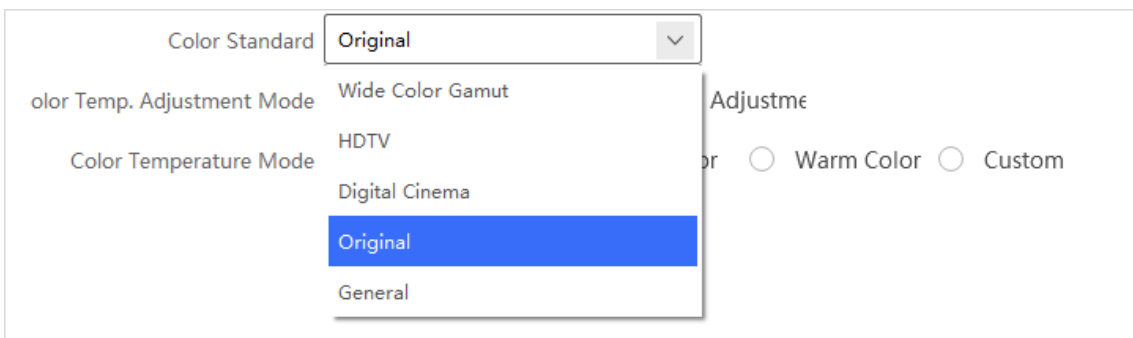 Color Standard Original
Wide Color Gamut
olor Temp. Adjustment Mode Adjustme
HDTV
Color Temperature Mode or Warm Color Custom
Digital Cinema
Original
General